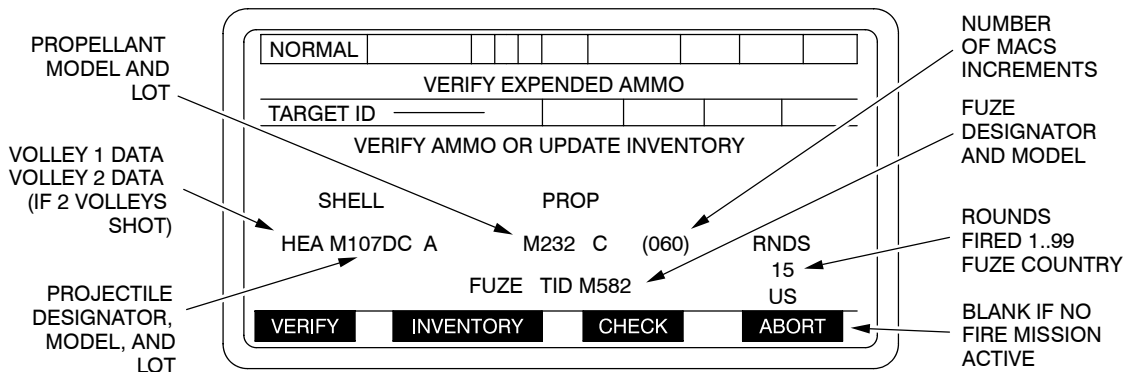 PROPELLANT
MODEL AND
LOT
VOLLEY 1 DATA
VOLLEY 2 DATA
(IF 2 VOLLEYS
SHOT)
PROJECTILE
DESIGNATOR,
MODEL, AND
LOT
NORMAL
VERIFY EXPENDED AMMO
TARGET ID
VERIFY AMMO OR UPDATE INVENTORY
SHELL PROP
HEA M107DC A M232 C (060) RNDS
15
FUZE TID M582
US
VERIFY INVENTORY CHECK ABORT
NUMBER
OF MACS
INCREMENTS
FUZE
DESIGNATOR
AND MODEL
ROUNDS
FIRED 1..99
FUZE COUNTRY
BLANK IF NO
FIRE MISSION
ACTIVE